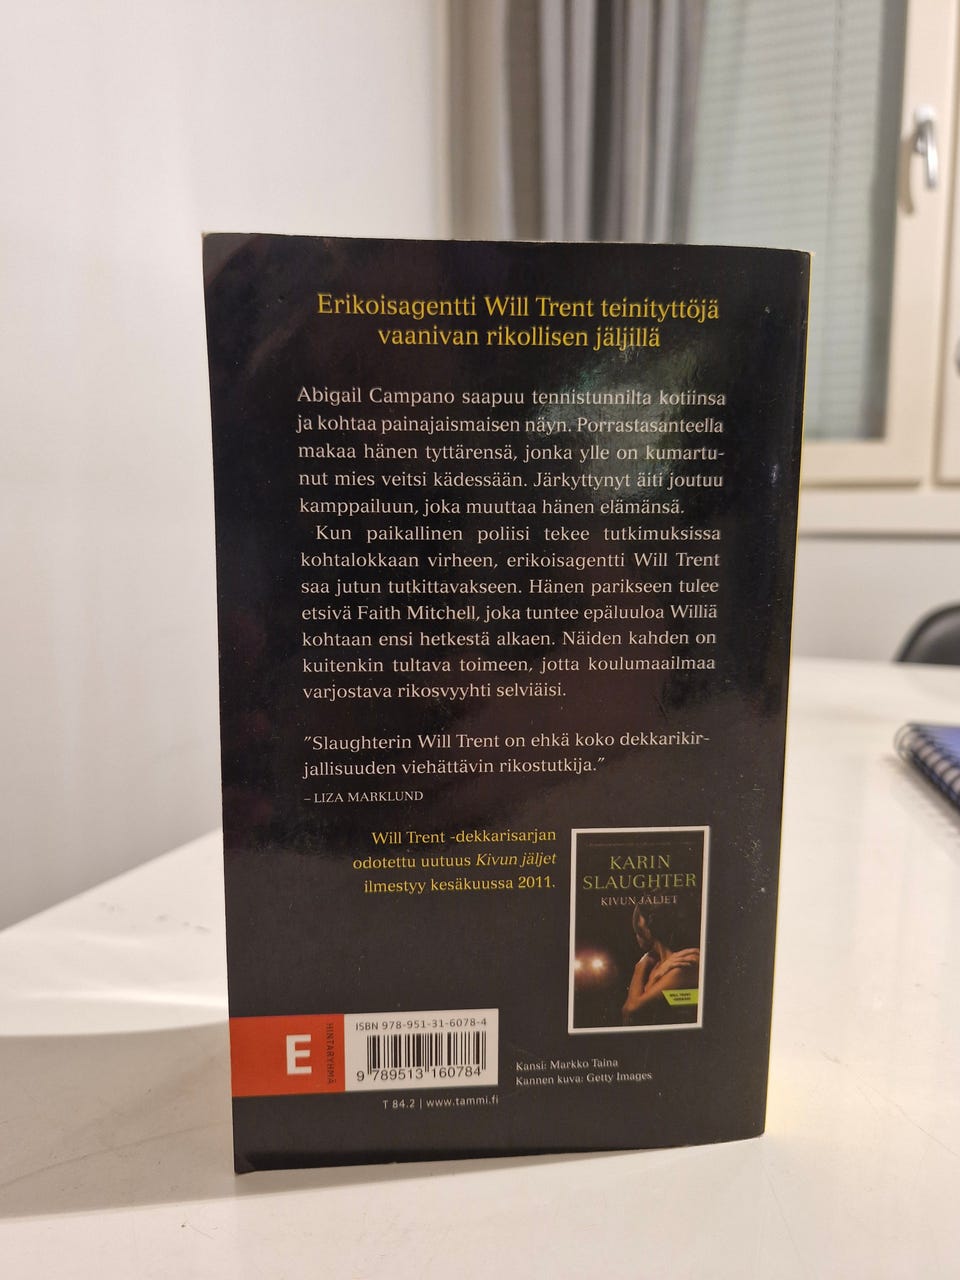 Erikoisagentti Will Trent teinityttöjä
vaanivan rikollisen jäljillä
Abigail Campano saapuu tennistunnilta kotiinsa
ja kohtaa painajaismaisen näyn. Porrastasanteella
makaa hänen tyttärensä, jonka ylle on kumartu-
nut mies veitsi kädessään. Järkyttynyt äiti joutuu
kamppailuun, joka muuttaa hänen elämänsä.
Kun paikallinen poliisi tekee tutkimuksissa
kohtalokkaan virheen, erikoisagentti Will Trent
saa jutun tutkittavakseen. Hänen parikseen tulee
etsivä Faith Mitchell, joka tuntee epäluuloa Williä
kohtaan ensi hetkestä alkaen. Näiden kahden on
kuitenkin tultava toimeen, jotta koulumaailmaa
varjostava rikosvyyhti selviäisi.
”Slaughterin Will Trent on ehkä koko dekkarikir-
jallisuuden viehättävin rikostutkija.”
– LIZA MARKLUND
Will Trent -dekkarisarjan
odotettu uutuus Kivun jäljet
ilmestyy kesäkuussa 2011.
KARIN
SLAUGHTER
KIVUN JÄLJET
E
HINTARYHMÄ
ISBN 978-951-31-6078-4
9 789513 160784
T 84.2 | www.tammi.fi
Kansi: Markko Taina
Kannen kuva: Getty Images